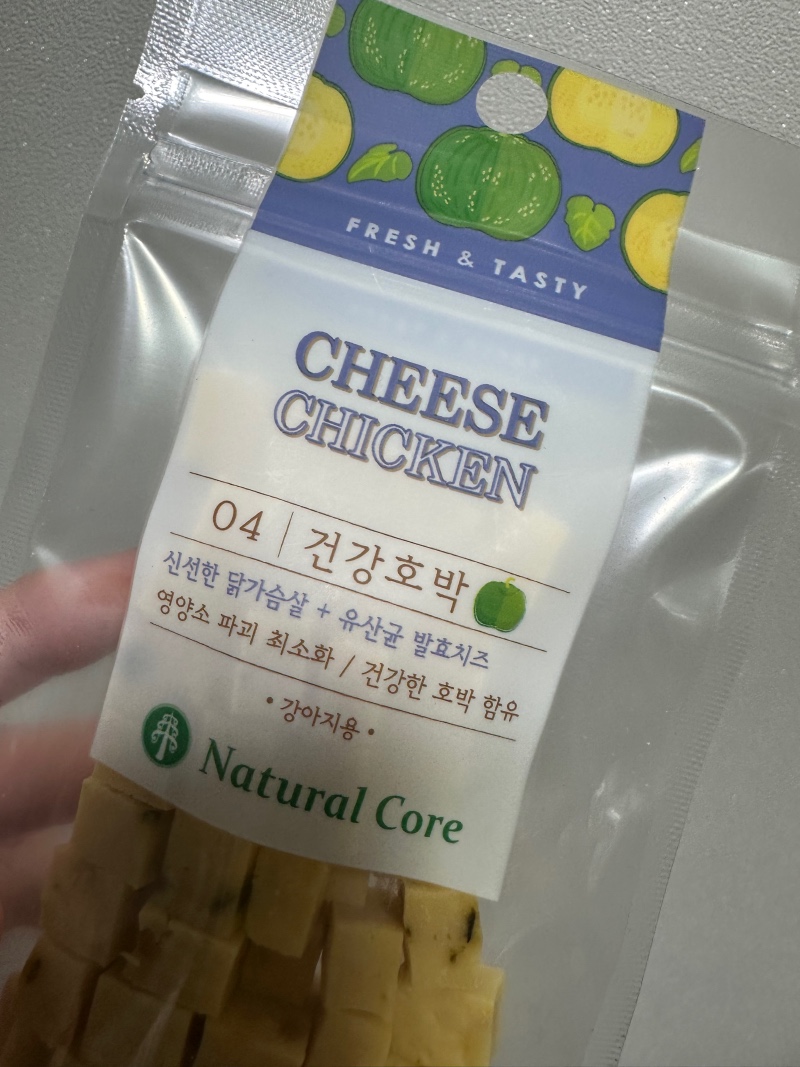 FRESH & TASTY
CHEESE
CHICKEN
04 | 건강호박
신선한 닭가슴살 + 유산균 발효치즈
영양소 파괴 최소화 / 건강한 호박 함유
• 강아지용 •
Natural Core